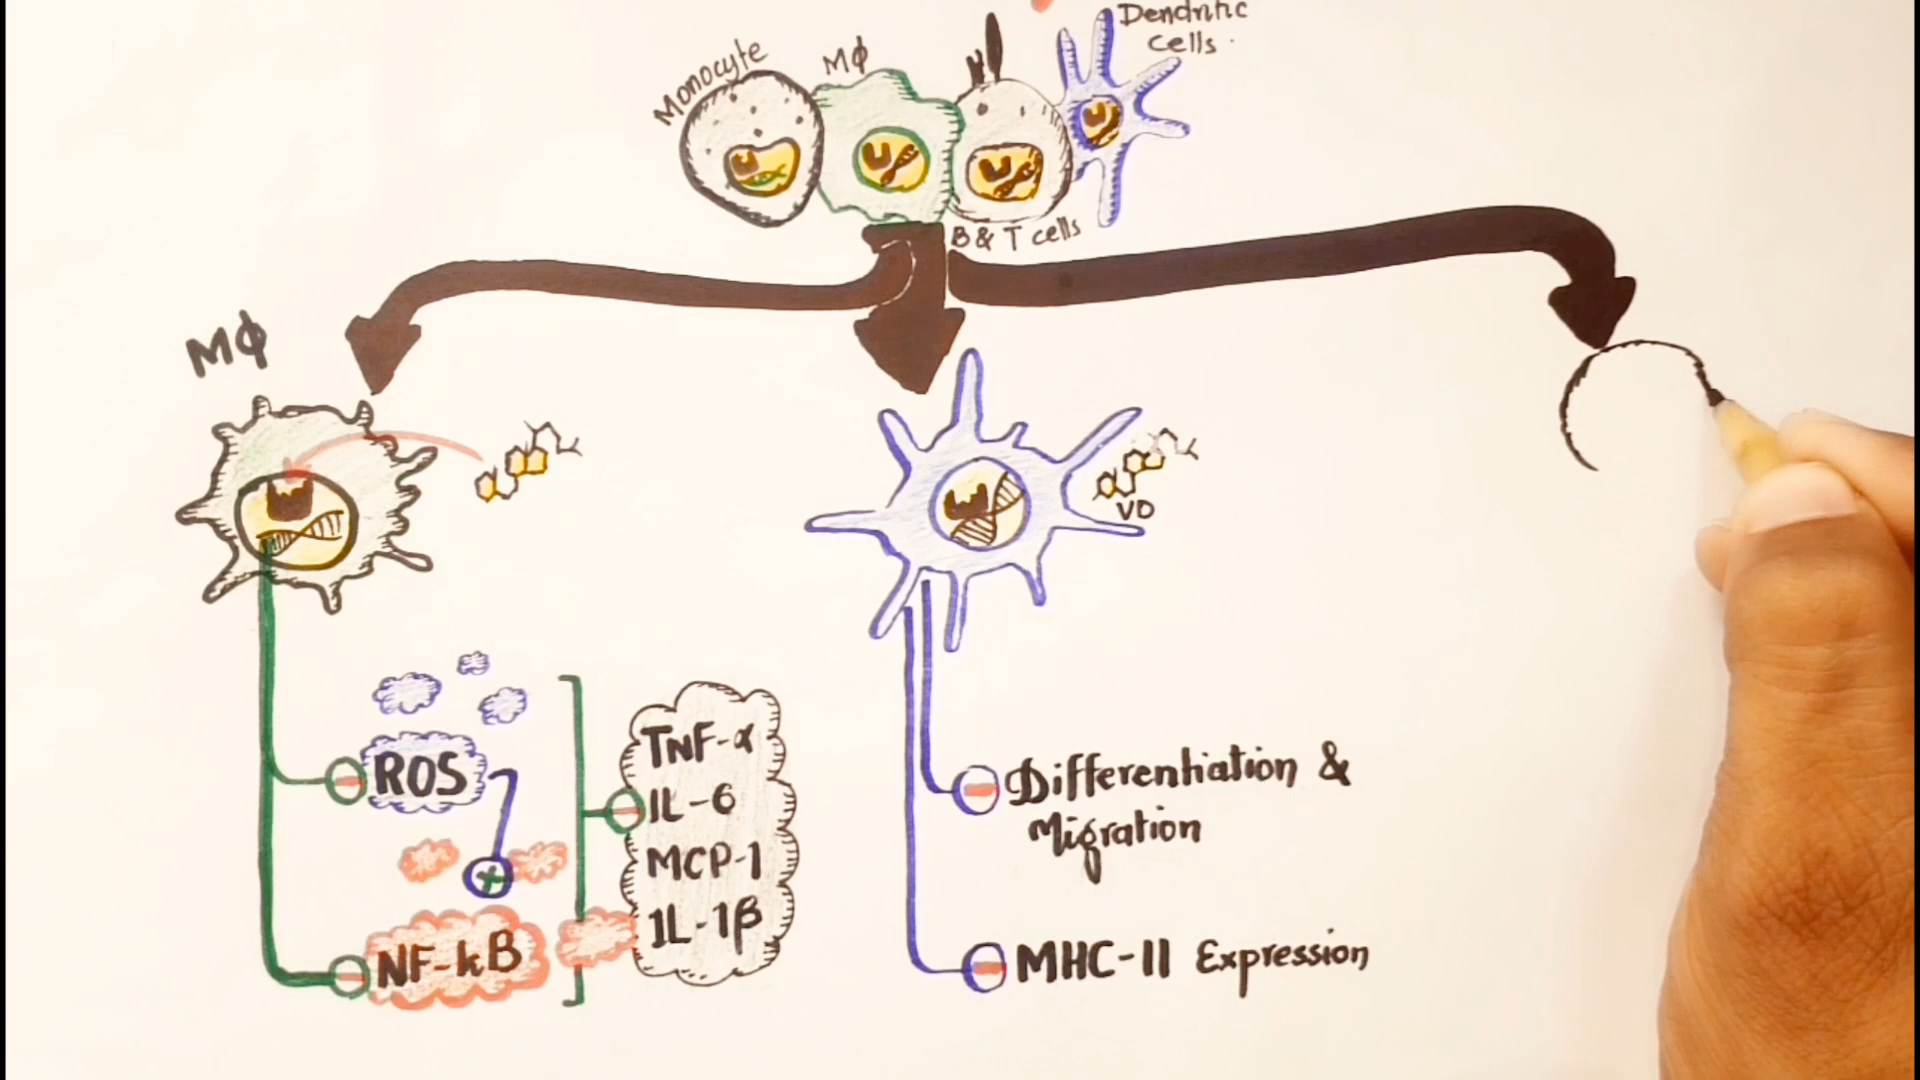 Dendritic
cells
Monocyte
MΦ
B & T cells
MΦ
VD
ROS
NF-kB
TNF-α
IL-6
MCP-1
IL-1β
Differentiation &
Migration
MHC-II Expression